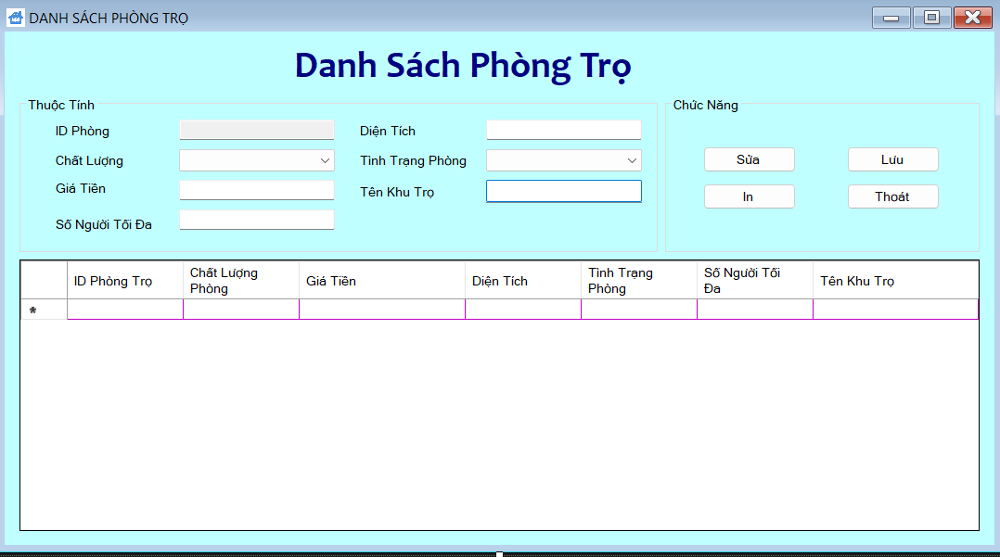 DANH SÁCH PHÒNG TRỌ
Danh Sách Phòng Trọ
Thuộc Tính
ID Phòng
Diện Tích
Chất Lượng
Tình Trạng Phòng
Giá Tiền
Tên Khu Trọ
Số Người Tối Đa
Chức Năng
Sửa
Lưu
In
Thoát
ID Phòng Trọ
Chất Lượng
Phòng
Giá Tiền
Diện Tích
Tình Trạng
Phòng
Số Người Tối
Đa
Tên Khu Trọ
*